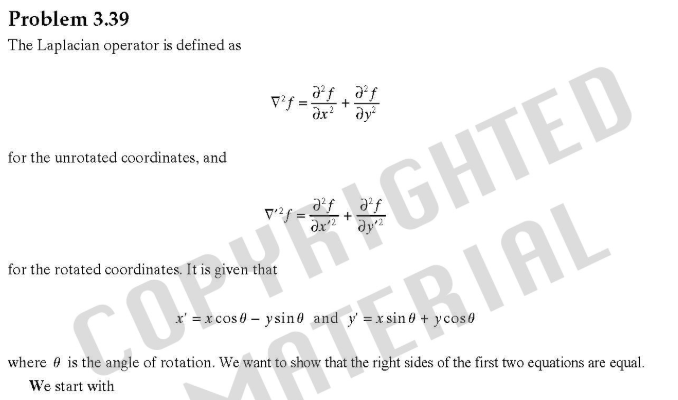 Problem 3.39
The Laplacian operator is defined as
∇²f = ∂²f/∂x² + ∂²f/∂y²
for the unrotated coordinates, and
∇′²f = ∂²f/∂x′² + ∂²f/∂y′²
for the rotated coordinates. It is given that
x′ = x cos θ − y sin θ and y′ = x sin θ + y cos θ
where θ is the angle of rotation. We want to show that the right sides of the first two equations are equal.
We start with
COPYRIGHTED
MATERIAL